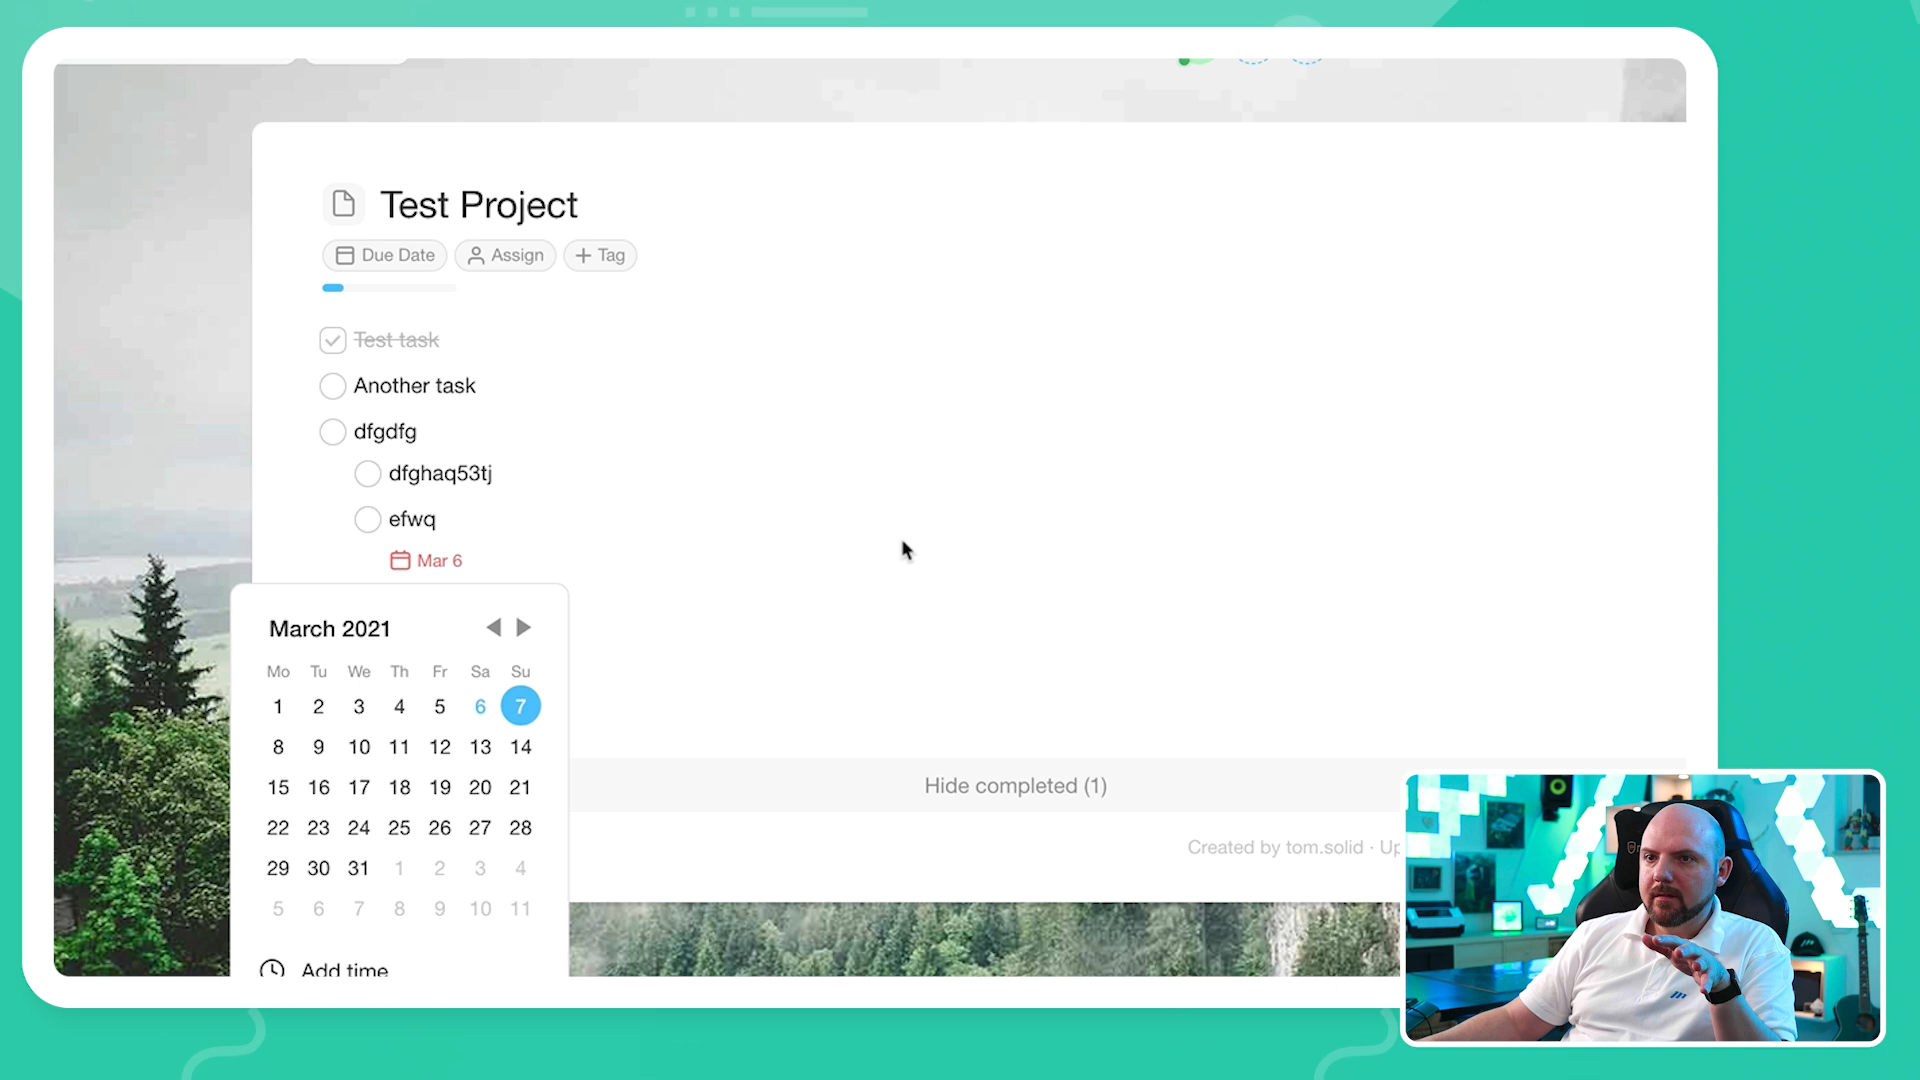 Test Project
Due Date Assign + Tag
Test task
Another task
dfgdfg
dfghaq53tj
efwq
Mar 6
March 2021
Mo Tu We Th Fr Sa Su
1 2 3 4 5 6 7
8 9 10 11 12 13 14
15 16 17 18 19 20 21
22 23 24 25 26 27 28
29 30 31 1 2 3 4
5 6 7 8 9 10 11
Add time
Hide completed (1)
Created by tom.solid · Up